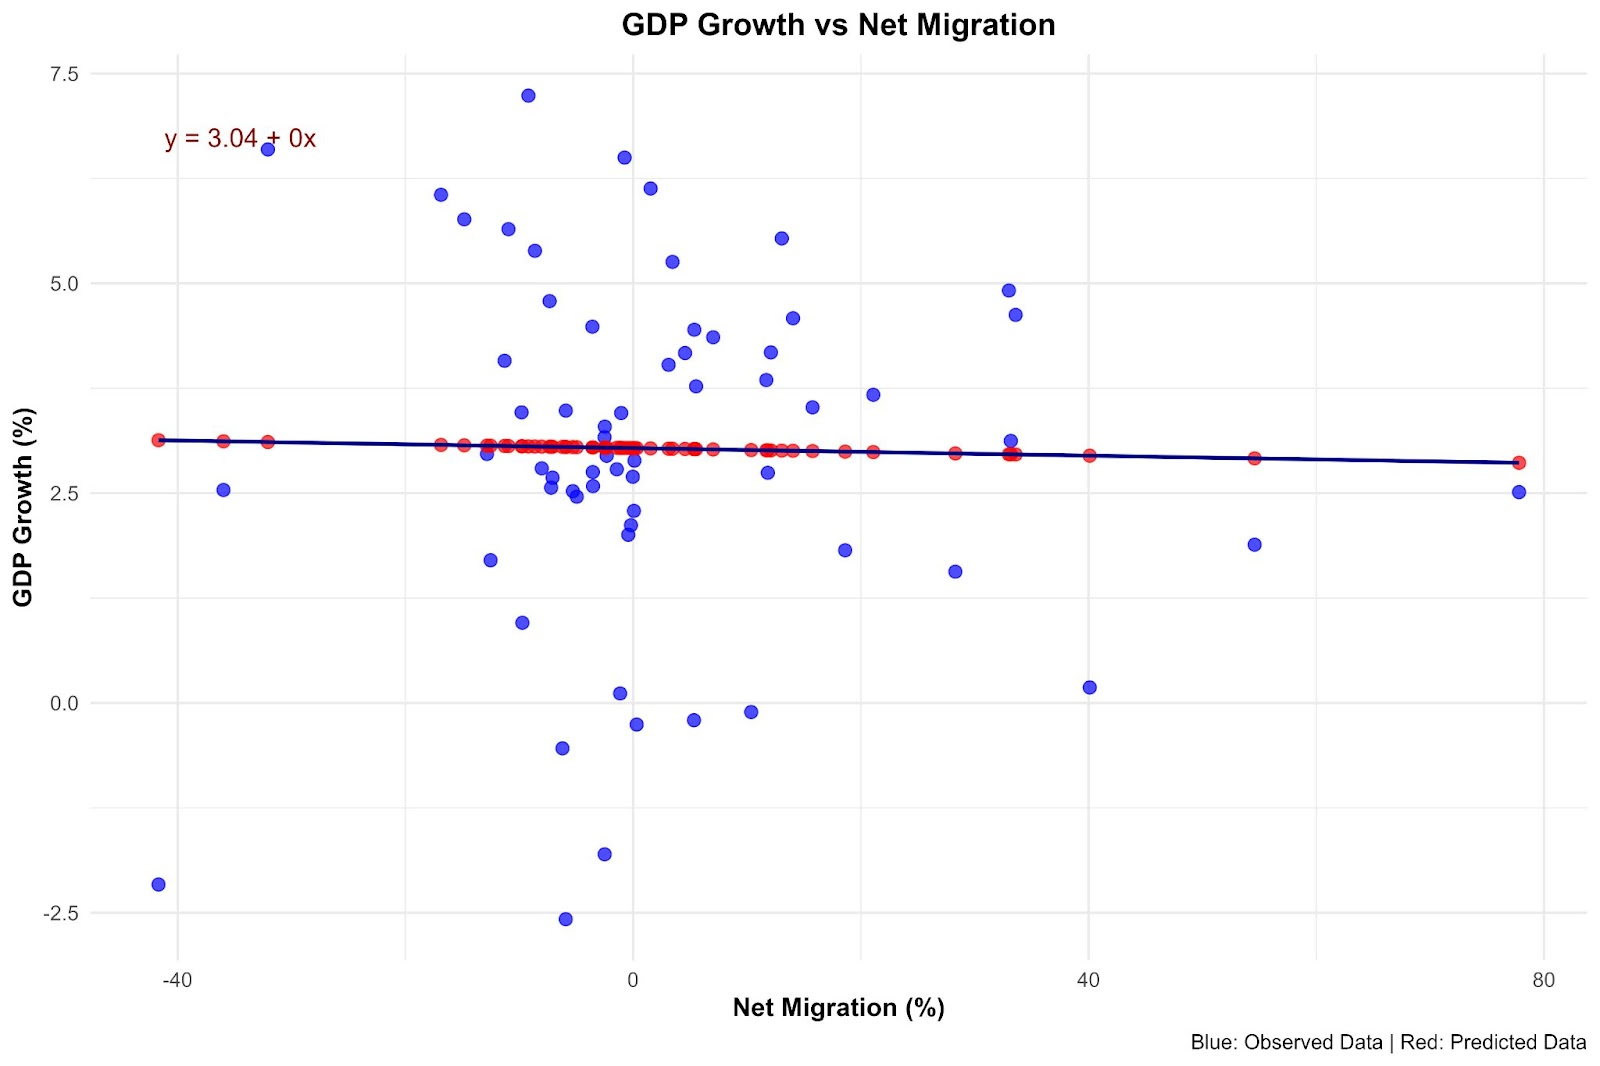 GDP Growth vs Net Migration
7.5
y = 3.04 + 0x
5.0
GDP Growth (%)
2.5
0.0
-2.5
-40
0
40
80
Net Migration (%)
Blue: Observed Data | Red: Predicted Data